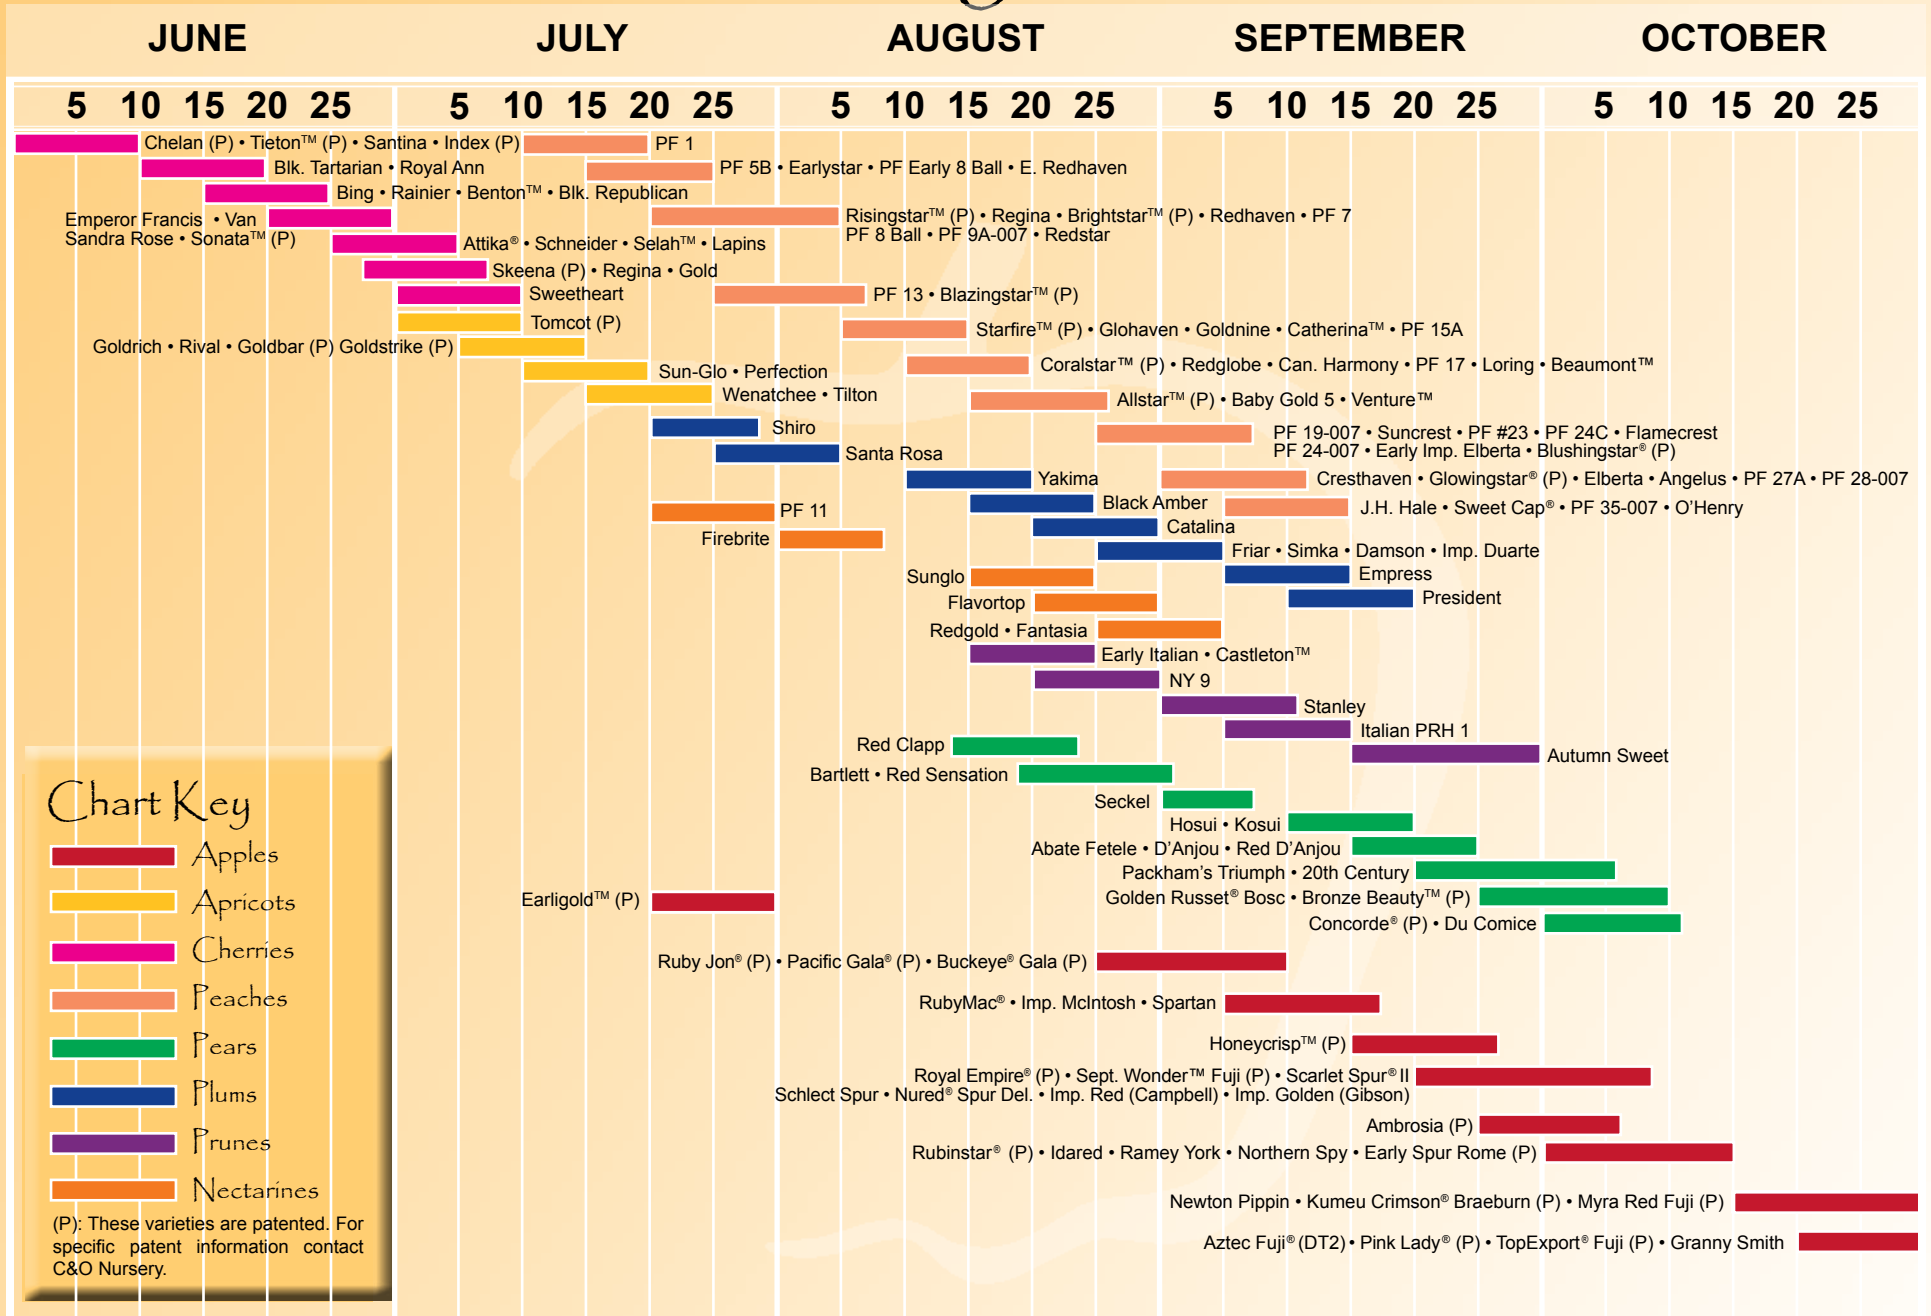 JUNE JULY AUGUST SEPTEMBER OCTOBER
5 10 15 20 25 5 10 15 20 25 5 10 15 20 25 5 10 15 20 25 5 10 15 20 25
Chelan (P) • Tieton™ (P) • Santina • Index (P)
PF 1
Blk. Tartarian • Royal Ann
PF 5B • Earlystar • PF Early 8 Ball • E. Redhaven
Bing • Rainier • Benton™ • Blk. Republican
Emperor Francis • Van
Sandra Rose • Sonata™ (P)
Risingstar™ (P) • Regina • Brightstar™ (P) • Redhaven • PF 7
PF 8 Ball • PF 9A-007 • Redstar
Attika® • Schneider • Selah™ • Lapins
Skeena (P) • Regina • Gold
Sweetheart
PF 13 • Blazingstar™ (P)
Tomcot (P)
Starfire™ (P) • Glohaven • Goldnine • Catherina™ • PF 15A
Goldrich • Rival • Goldbar (P) Goldstrike (P)
Sun-Glo • Perfection
Coralstar™ (P) • Redglobe • Can. Harmony • PF 17 • Loring • Beaumont™
Wenatchee • Tilton
Allstar™ (P) • Baby Gold 5 • Venture™
Shiro
PF 19-007 • Suncrest • PF #23 • PF 24C • Flamecrest
PF 24-007 • Early Imp. Elberta • Blushingstar® (P)
Santa Rosa
Yakima
Cresthaven • Glowingstar® (P) • Elberta • Angelus • PF 27A • PF 28-007
Black Amber
J.H. Hale • Sweet Cap® • PF 35-007 • O'Henry
PF 11
Catalina
Firebrite
Friar • Simka • Damson • Imp. Duarte
Sunglo
Empress
Flavortop
President
Redgold • Fantasia
Early Italian • Castleton™
NY 9
Stanley
Italian PRH 1
Red Clapp
Autumn Sweet
Bartlett • Red Sensation
Seckel
Hosui • Kosui
Abate Fetele • D'Anjou • Red D'Anjou
Packham's Triumph • 20th Century
Earligold™ (P)
Golden Russet® Bosc • Bronze Beauty™ (P)
Concorde® (P) • Du Comice
Ruby Jon® (P) • Pacific Gala® (P) • Buckeye® Gala (P)
RubyMac® • Imp. McIntosh • Spartan
Honeycrisp™ (P)
Royal Empire® (P) • Sept. Wonder™ Fuji (P) • Scarlet Spur® II
Schlect Spur • Nured® Spur Del. • Imp. Red (Campbell) • Imp. Golden (Gibson)
Ambrosia (P)
Rubinstar® (P) • Idared • Ramey York • Northern Spy • Early Spur Rome (P)
Newton Pippin • Kumeu Crimson® Braeburn (P) • Myra Red Fuji (P)
Aztec Fuji® (DT2) • Pink Lady® (P) • TopExport® Fuji (P) • Granny Smith
Chart Key
Apples
Apricots
Cherries
Peaches
Pears
Plums
Prunes
Nectarines
(P): These varieties are patented. For
specific patent information contact
C&O Nursery.